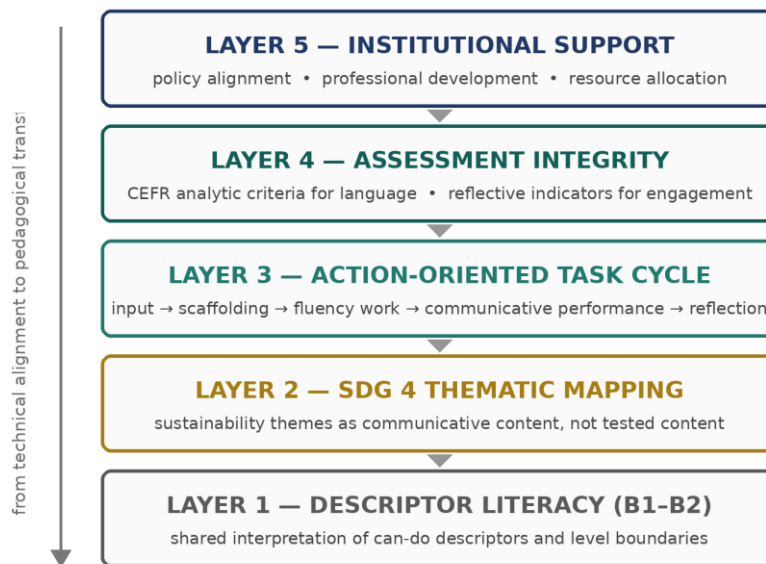 LAYER 5 — INSTITUTIONAL SUPPORT
policy alignment • professional development • resource allocation
LAYER 4 — ASSESSMENT INTEGRITY
CEFR analytic criteria for language • reflective indicators for engagement
LAYER 3 — ACTION-ORIENTED TASK CYCLE
input → scaffolding → fluency work → communicative performance → reflection
LAYER 2 — SDG 4 THEMATIC MAPPING
sustainability themes as communicative content, not tested content
LAYER 1 — DESCRIPTOR LITERACY (B1–B2)
shared interpretation of can-do descriptors and level boundaries
from technical alignment to pedagogical